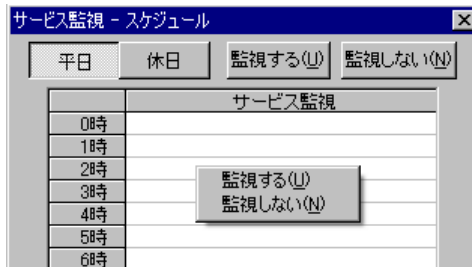 サービス監視 - スケジュール
平日 休日 監視する(U) 監視しない(N)
サービス監視
0時
1時
2時
3時
監視する(U)
監視しない(N)
4時
5時
6時